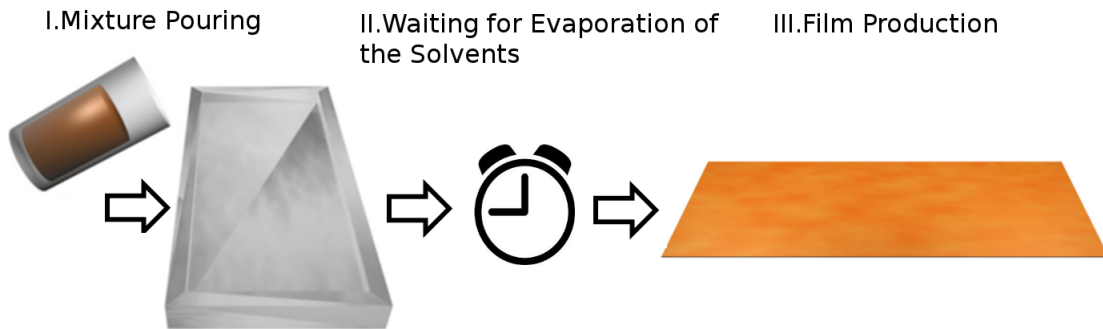 I.Mixture Pouring
II.Waiting for Evaporation of
the Solvents
III.Film Production